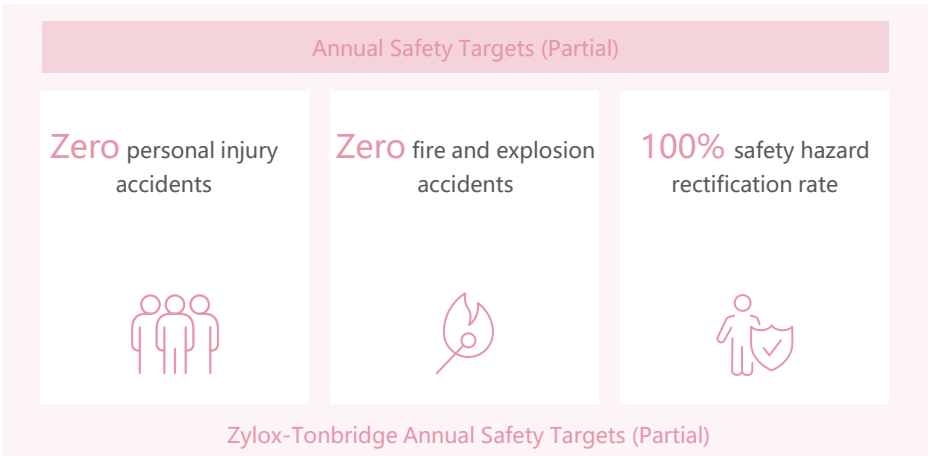 Annual Safety Targets (Partial)
Zero personal injury
accidents
Zero fire and explosion
accidents
100% safety hazard
rectification rate
Zylox-Tonbridge Annual Safety Targets (Partial)